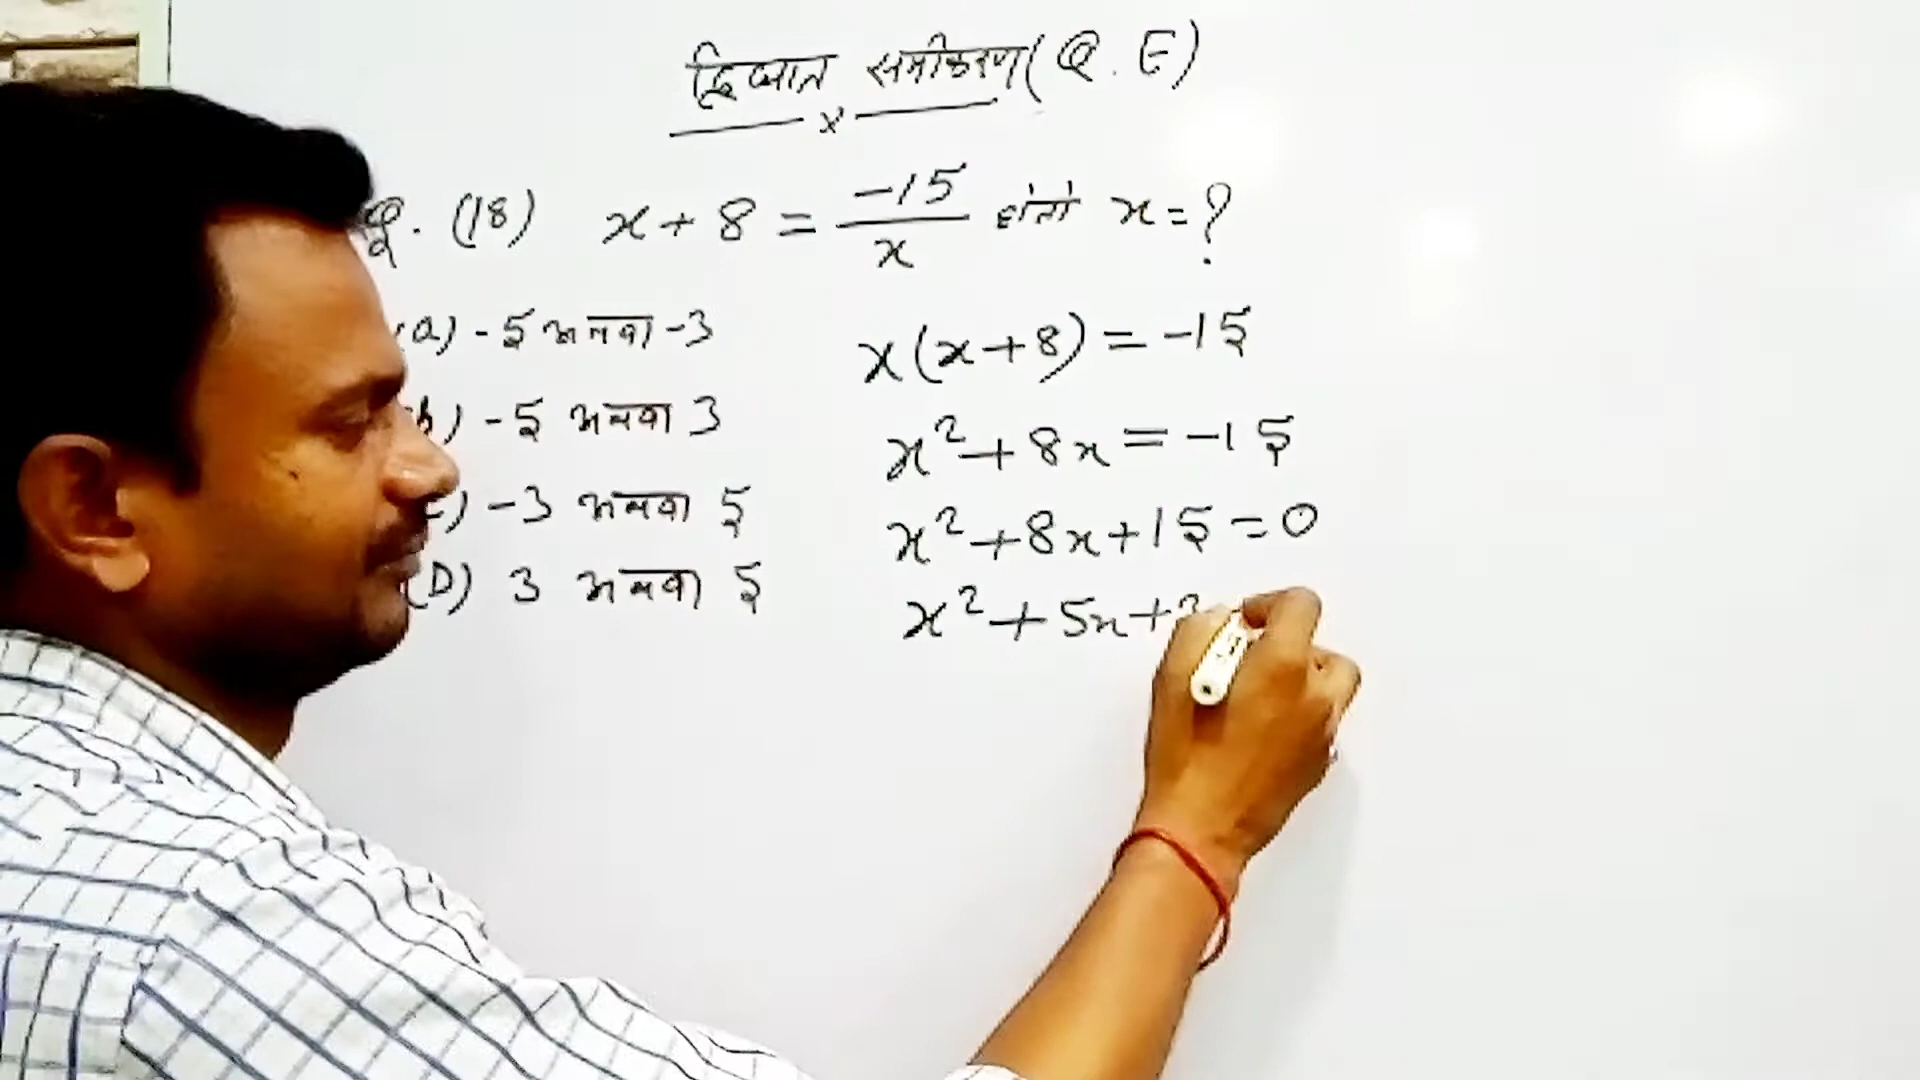 द्विघात समीकरण (Q. E)
x
Q. (18) x + 8 = -15/x हो तो x = ?
(a) -5 अथवा -3
b) -5 अथवा 3
c) -3 अथवा 5
(D) 3 अथवा 5
x(x+8) = -15
x² + 8x = -15
x² + 8x + 15 = 0
x² + 5x + 3